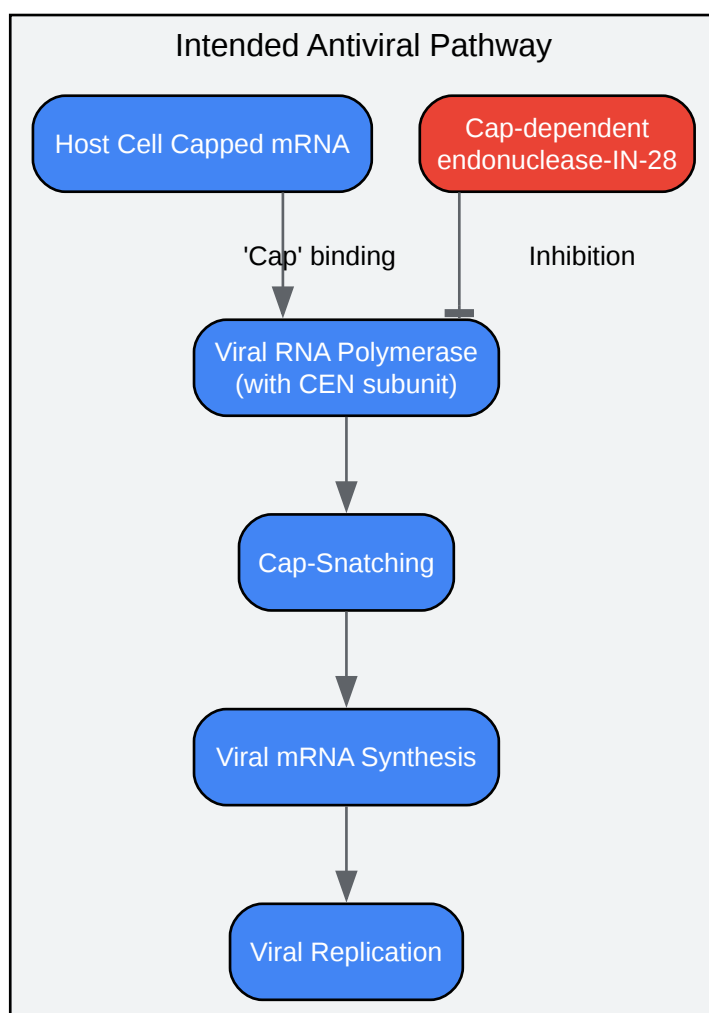 Intended Antiviral Pathway
Host Cell Capped mRNA
Cap-dependent
endonuclease-IN-28
'Cap' binding
Inhibition
Viral RNA Polymerase
(with CEN subunit)
Cap-Snatching
Viral mRNA Synthesis
Viral Replication